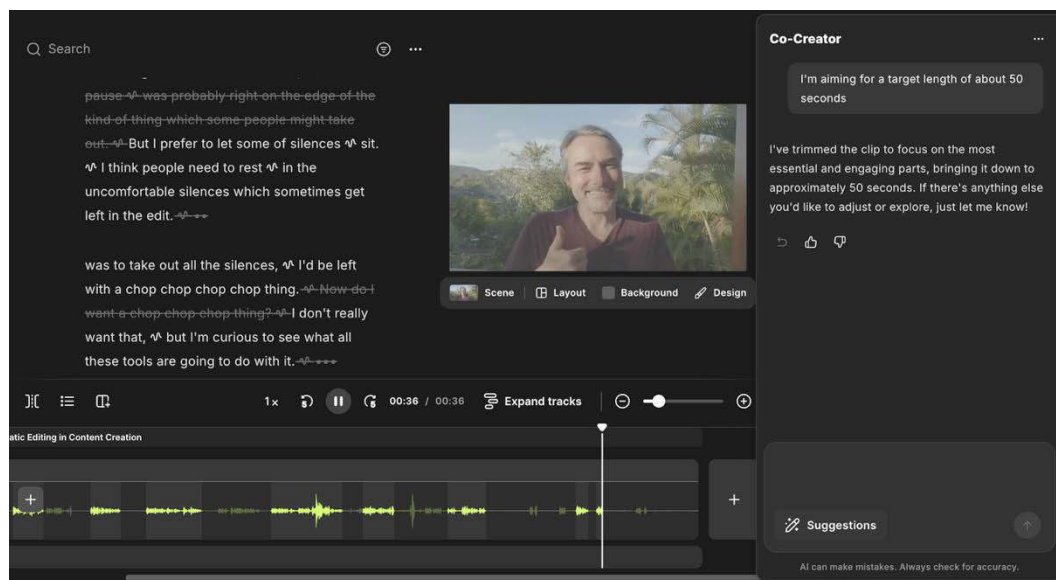 Search
pause was probably right on the edge of the
kind of thing which some people might take
out. But I prefer to let some of silences sit.
I think people need to rest in the
uncomfortable silences which sometimes get
left in the edit.
was to take out all the silences, I'd be left
with a chop chop chop chop thing. Now do I
want a chop chop chop thing? I don't really
want that, but I'm curious to see what all
these tools are going to do with it.
Scene Layout Background Design
1x 00:36 / 00:36 Expand tracks
atic Editing in Content Creation
Co-Creator
I'm aiming for a target length of about 50
seconds
I've trimmed the clip to focus on the most
essential and engaging parts, bringing it down to
approximately 50 seconds. If there's anything else
you'd like to adjust or explore, just let me know!
Suggestions
AI can make mistakes. Always check for accuracy.